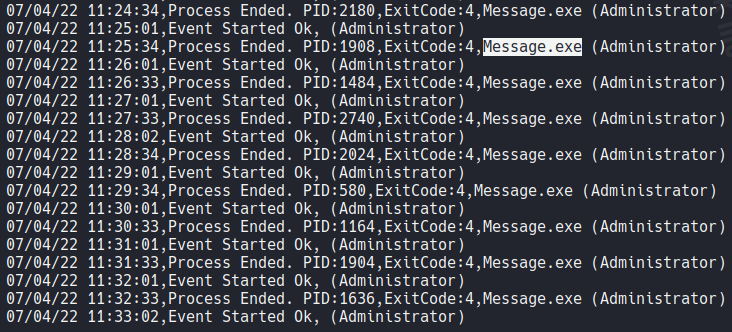 07/04/22 11:24:34,Process Ended. PID:2180,ExitCode:4,Message.exe (Administrator)
07/04/22 11:25:01,Event Started Ok, (Administrator)
07/04/22 11:25:34,Process Ended. PID:1908,ExitCode:4,Message.exe (Administrator)
07/04/22 11:26:01,Event Started Ok, (Administrator)
07/04/22 11:26:33,Process Ended. PID:1484,ExitCode:4,Message.exe (Administrator)
07/04/22 11:27:01,Event Started Ok, (Administrator)
07/04/22 11:27:33,Process Ended. PID:2740,ExitCode:4,Message.exe (Administrator)
07/04/22 11:28:02,Event Started Ok, (Administrator)
07/04/22 11:28:34,Process Ended. PID:2024,ExitCode:4,Message.exe (Administrator)
07/04/22 11:29:01,Event Started Ok, (Administrator)
07/04/22 11:29:34,Process Ended. PID:580,ExitCode:4,Message.exe (Administrator)
07/04/22 11:30:01,Event Started Ok, (Administrator)
07/04/22 11:30:33,Process Ended. PID:1164,ExitCode:4,Message.exe (Administrator)
07/04/22 11:31:01,Event Started Ok, (Administrator)
07/04/22 11:31:33,Process Ended. PID:1904,ExitCode:4,Message.exe (Administrator)
07/04/22 11:32:01,Event Started Ok, (Administrator)
07/04/22 11:32:33,Process Ended. PID:1636,ExitCode:4,Message.exe (Administrator)
07/04/22 11:33:02,Event Started Ok, (Administrator)